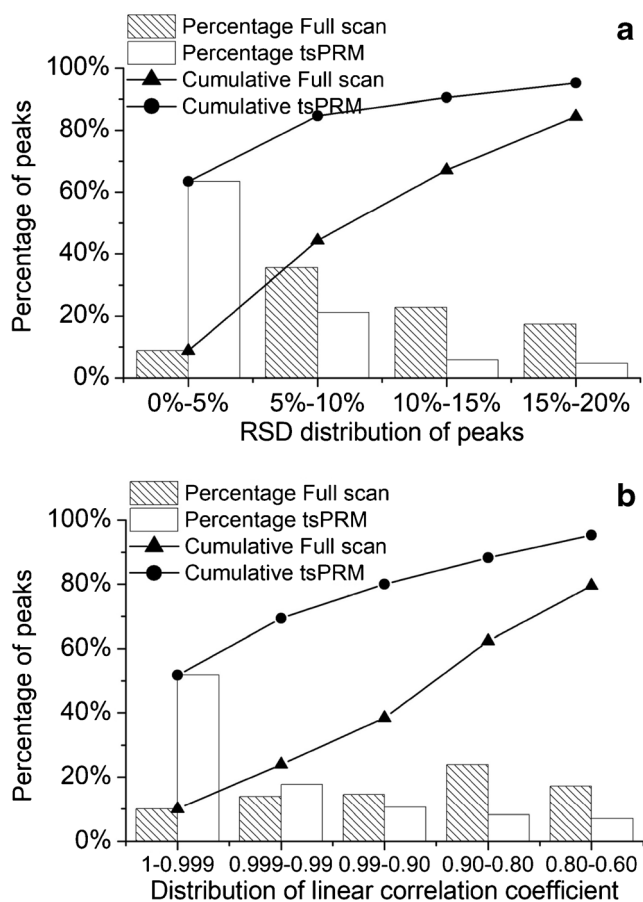 Percentage Full scan
Percentage tsPRM
Cumulative Full scan
Cumulative tsPRM
a
100%
80%
60%
40%
20%
0%
Percentage of peaks
0%-5% 5%-10% 10%-15% 15%-20%
RSD distribution of peaks
Percentage Full scan
Percentage tsPRM
Cumulative Full scan
Cumulative tsPRM
b
100%
80%
60%
40%
20%
0%
Percentage of peaks
1-0.999 0.999-0.99 0.99-0.90 0.90-0.80 0.80-0.60
Distribution of linear correlation coefficient